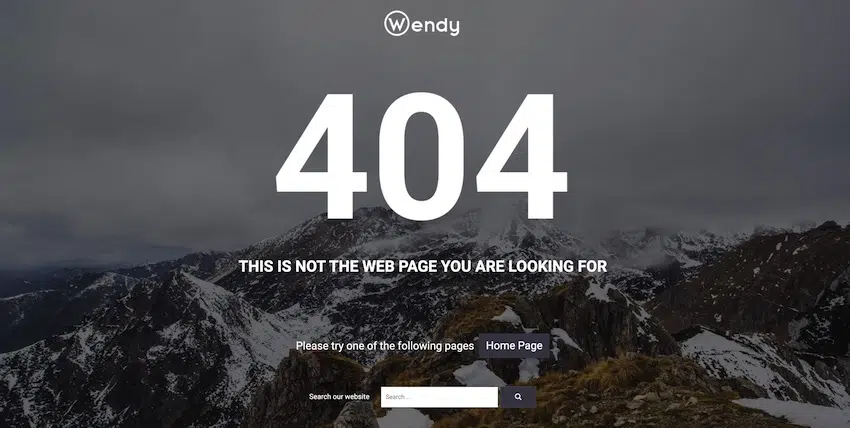 Wendy
404
THIS IS NOT THE WEB PAGE YOU ARE LOOKING FOR
Please try one of the following pages Home Page
Search our website Search ...